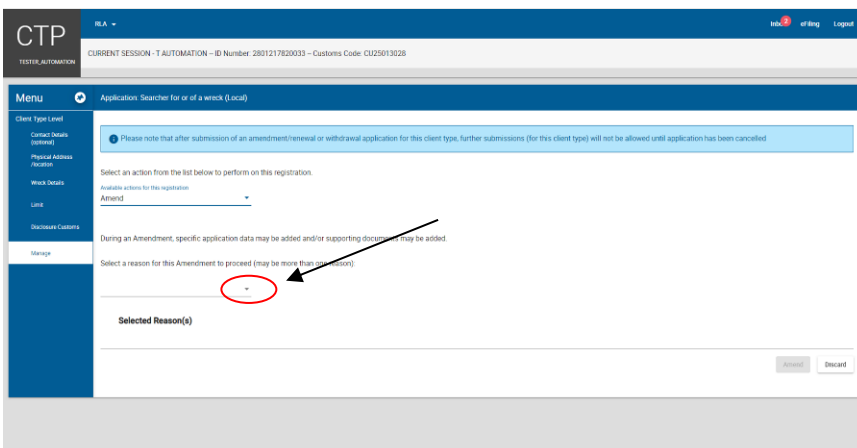 CTP
TESTER_AUTOMATION
RLA
Inbox 2 eFiling Logout
CURRENT SESSION - T AUTOMATION – ID Number: 2801217820033 – Customs Code: CU25013028
Menu
Application: Searcher for or of a wreck (Local)
Client Type Level
Contact Details
(optional)
Physical Address
/location
Wreck Details
Limit
Disclosure Customs
Manage
Please note that after submission of an amendment/renewal or withdrawal application for this client type, further submissions (for this client type) will not be allowed until application has been cancelled
Select an action from the list below to perform on this registration.
Available actions for this registration
Amend
During an Amendment, specific application data may be added and/or supporting documents may be added.
Select a reason for this Amendment to proceed (may be more than one reason).
Selected Reason(s)
Amend Discard